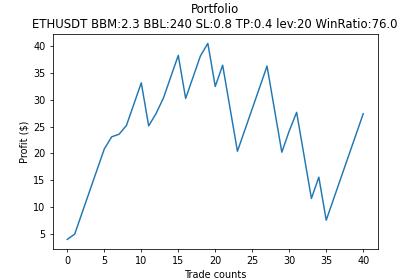 Portfolio
ETHUSDT BBM:2.3 BBL:240 SL:0.8 TP:0.4 lev:20 WinRatio:76.0
40
35
30
25
20
15
10
5
Profit ($)
0 5 10 15 20 25 30 35 40
Trade counts